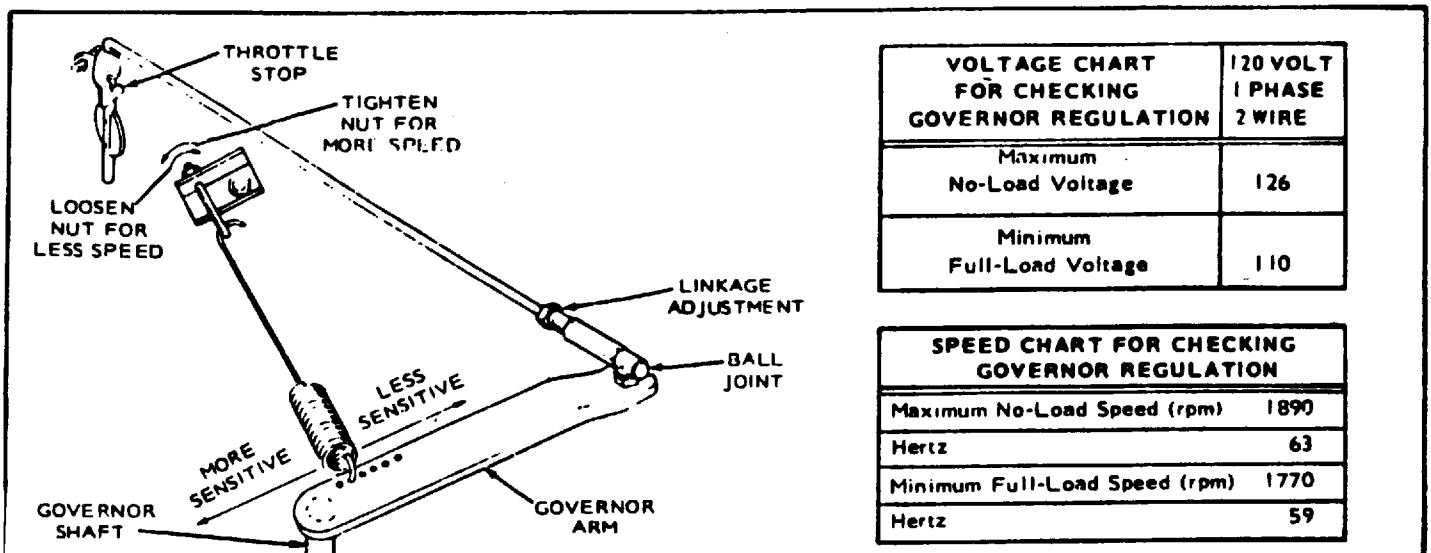 THROTTLE
STOP
TIGHTEN
NUT FOR
MORE SPEED
LOOSEN
NUT FOR
LESS SPEED
LINKAGE
ADJUSTMENT
BALL
JOINT
LESS
SENSITIVE
MORE
SENSITIVE
GOVERNOR
SHAFT
GOVERNOR
ARM
VOLTAGE CHART
FOR CHECKING
GOVERNOR REGULATION
120 VOLT
1 PHASE
2 WIRE
Maximum
No-Load Voltage 126
Minimum
Full-Load Voltage 110
SPEED CHART FOR CHECKING
GOVERNOR REGULATION
Maximum No-Load Speed (rpm) 1890
Hertz 63
Minimum Full-Load Speed (rpm) 1770
Hertz 59